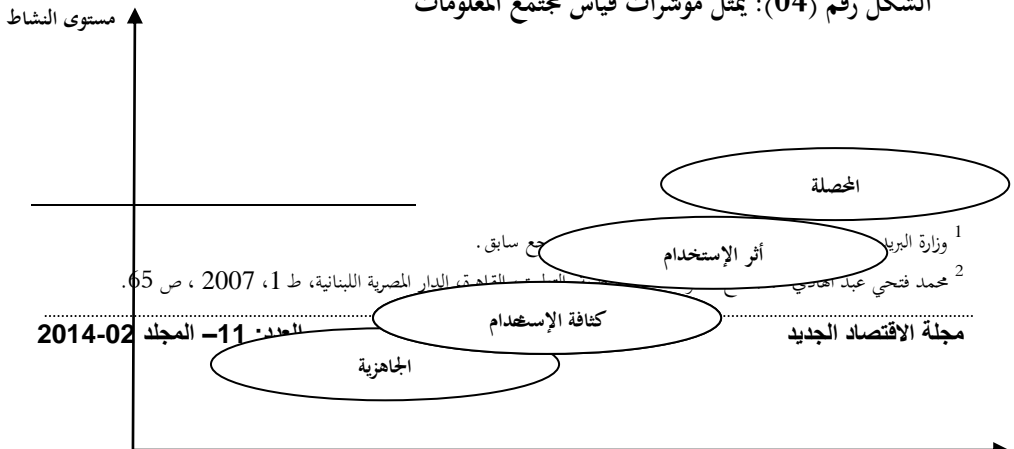 الشكل رقم (04): يمثل مؤشرات قياس مجتمع المعلومات
مستوى النشاط
المحصلة
أثر الإستخدام
كثافة الإستخدام
الجاهزية
1 وزارة البريد جع سابق.
2 محمد فتحي عبد الهادي القاهرة، الدار المصرية اللبنانية، ط 1، 2007 ، ص 65.
مجلة الاقتصاد الجديد العدد: 11– المجلد 02-2014